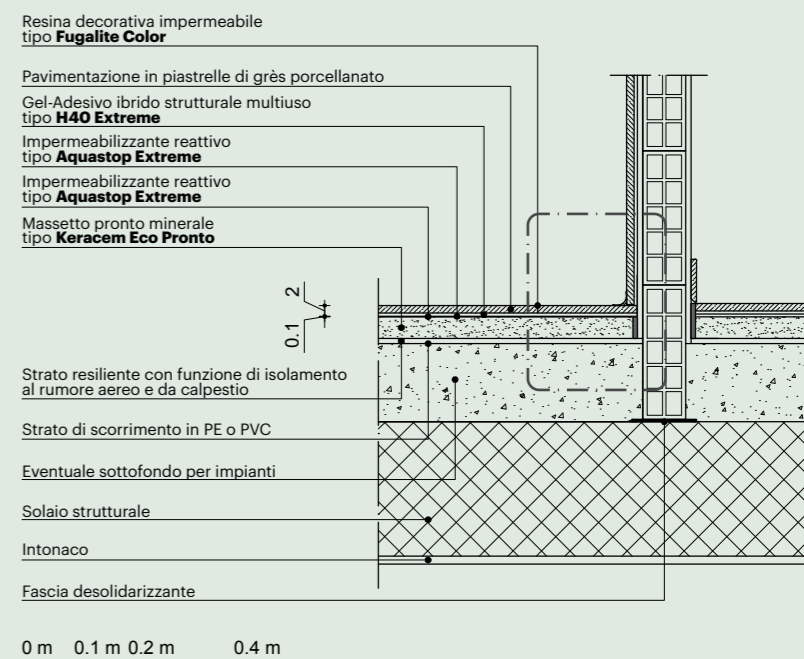 Resina decorativa impermeabile
tipo Fugalite Color
Pavimentazione in piastrelle di grès porcellanato
Gel-Adesivo ibrido strutturale multiuso
tipo H40 Extreme
Impermeabilizzante reattivo
tipo Aquastop Extreme
Impermeabilizzante reattivo
tipo Aquastop Extreme
Massetto pronto minerale
tipo Keracem Eco Pronto
0.1 2
Strato resiliente con funzione di isolamento
al rumore aereo e da calpestio
Strato di scorrimento in PE o PVC
Eventuale sottofondo per impianti
Solaio strutturale
Intonaco
Fascia desolidarizzante
0 m 0.1 m 0.2 m 0.4 m